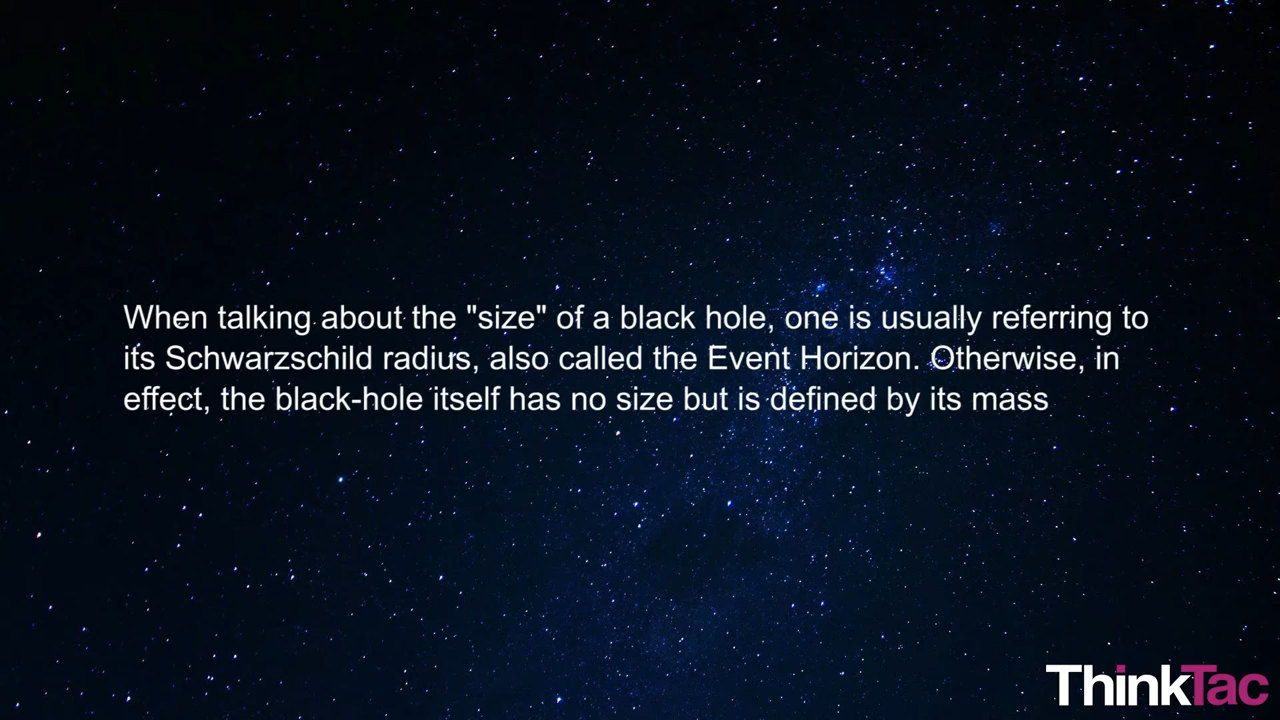 When talking about the "size" of a black hole, one is usually referring to
its Schwarzschild radius, also called the Event Horizon. Otherwise, in
effect, the black-hole itself has no size but is defined by its mass
ThinkTac